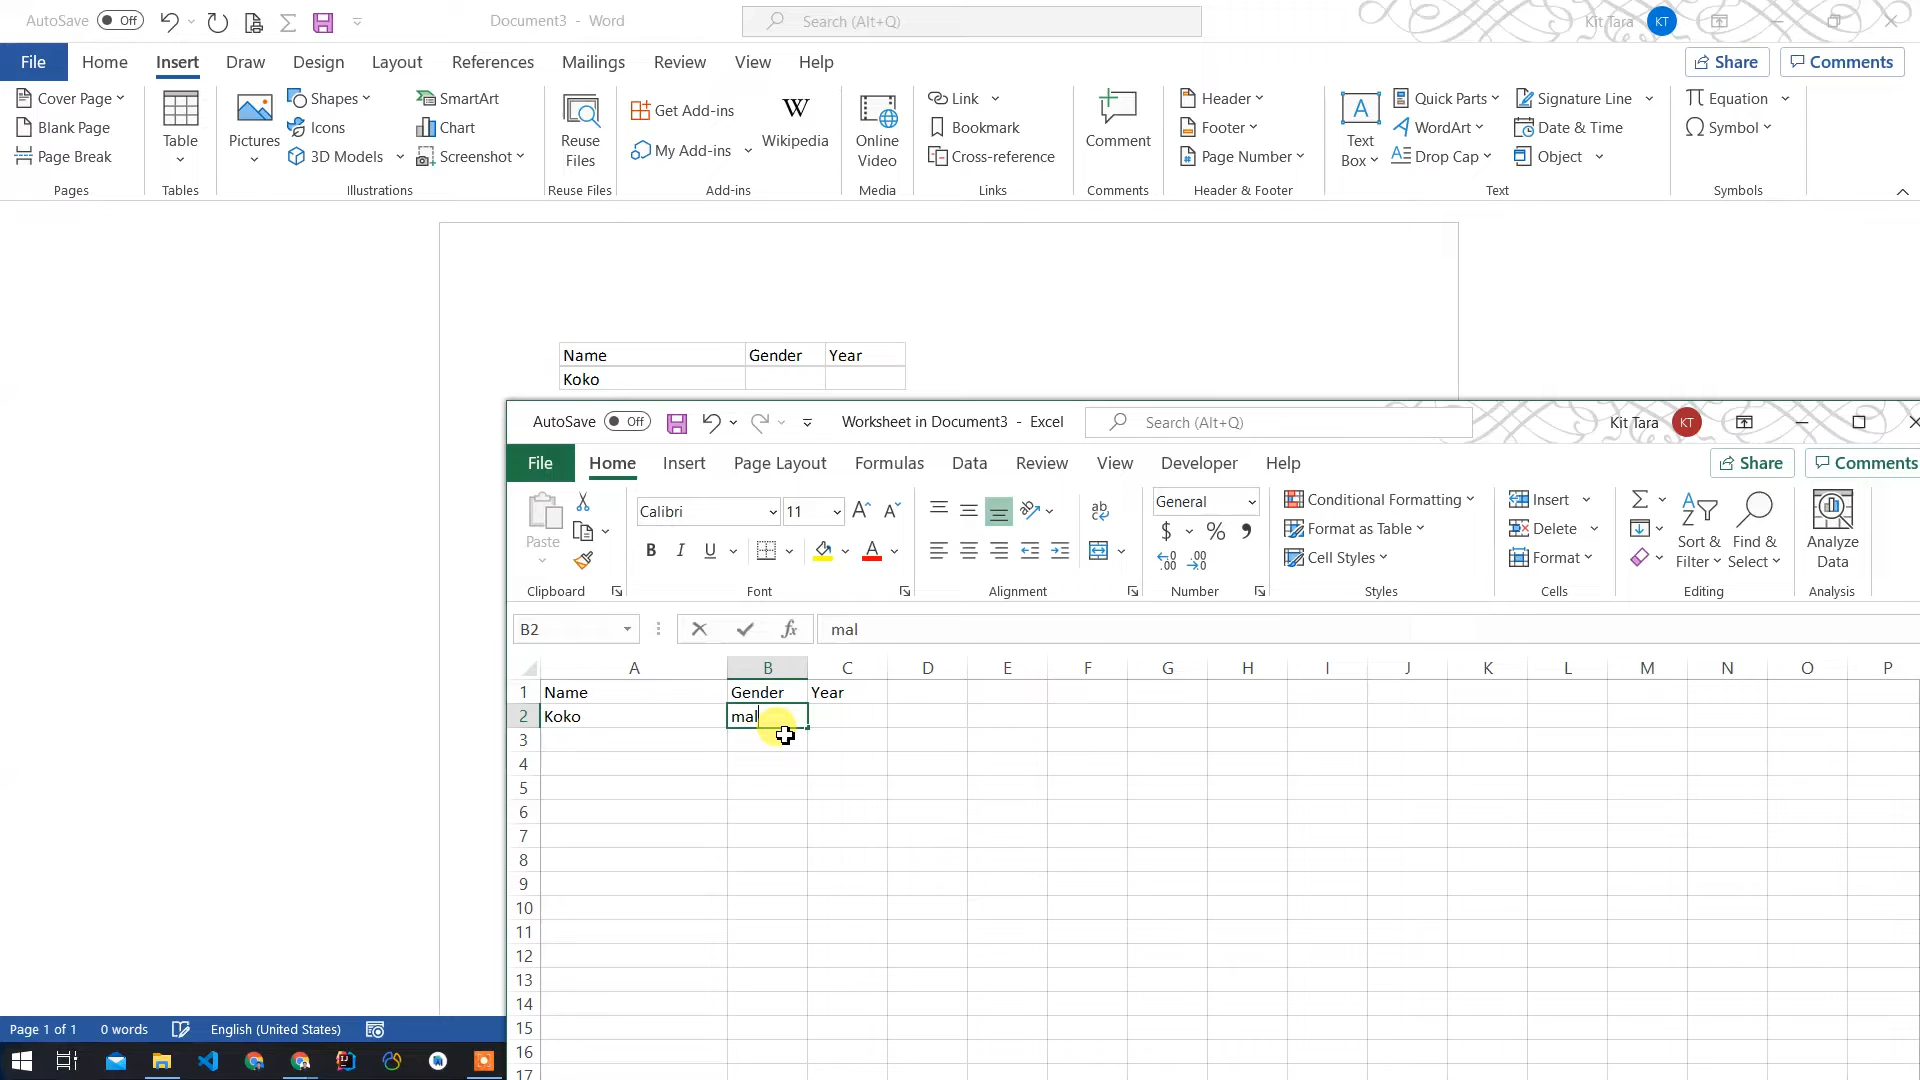 AutoSave Off Document3 - Word Search (Alt+Q) Kit Tara KT
File Home Insert Draw Design Layout References Mailings Review View Help Share Comments
Cover Page
Blank Page
Page Break
Pages
Table
Tables
Pictures
Shapes
Icons
3D Models
SmartArt
Chart
Screenshot
Illustrations
Reuse
Files
Reuse Files
Get Add-ins
My Add-ins
W
Wikipedia
Add-ins
Online
Video
Media
Link
Bookmark
Cross-reference
Links
Comment
Comments
Header
Footer
Page Number
Header & Footer
A
Text
Box
Quick Parts
WordArt
Drop Cap
Signature Line
Date & Time
Object
Text
Equation
Symbol
Symbols
Name Gender Year
Koko
AutoSave Off Worksheet in Document3 - Excel Search (Alt+Q) Kit Tara KT
File Home Insert Page Layout Formulas Data Review View Developer Help Share Comments
Paste
Clipboard
Calibri 11 A A
B I U A
Font
ab
Alignment
General
$ % 9
.00 .00
Number
Conditional Formatting
Format as Table
Cell Styles
Styles
Insert
Delete
Format
Cells
Sort &
Filter
Find &
Select
Editing
Analyze
Data
Analysis
B2 fx mal
A B C D E F G H I J K L M N O P
1 Name Gender Year
2 Koko mal
3
4
5
6
7
8
9
10
11
12
13
14
15
16
17
Page 1 of 1 0 words English (United States)